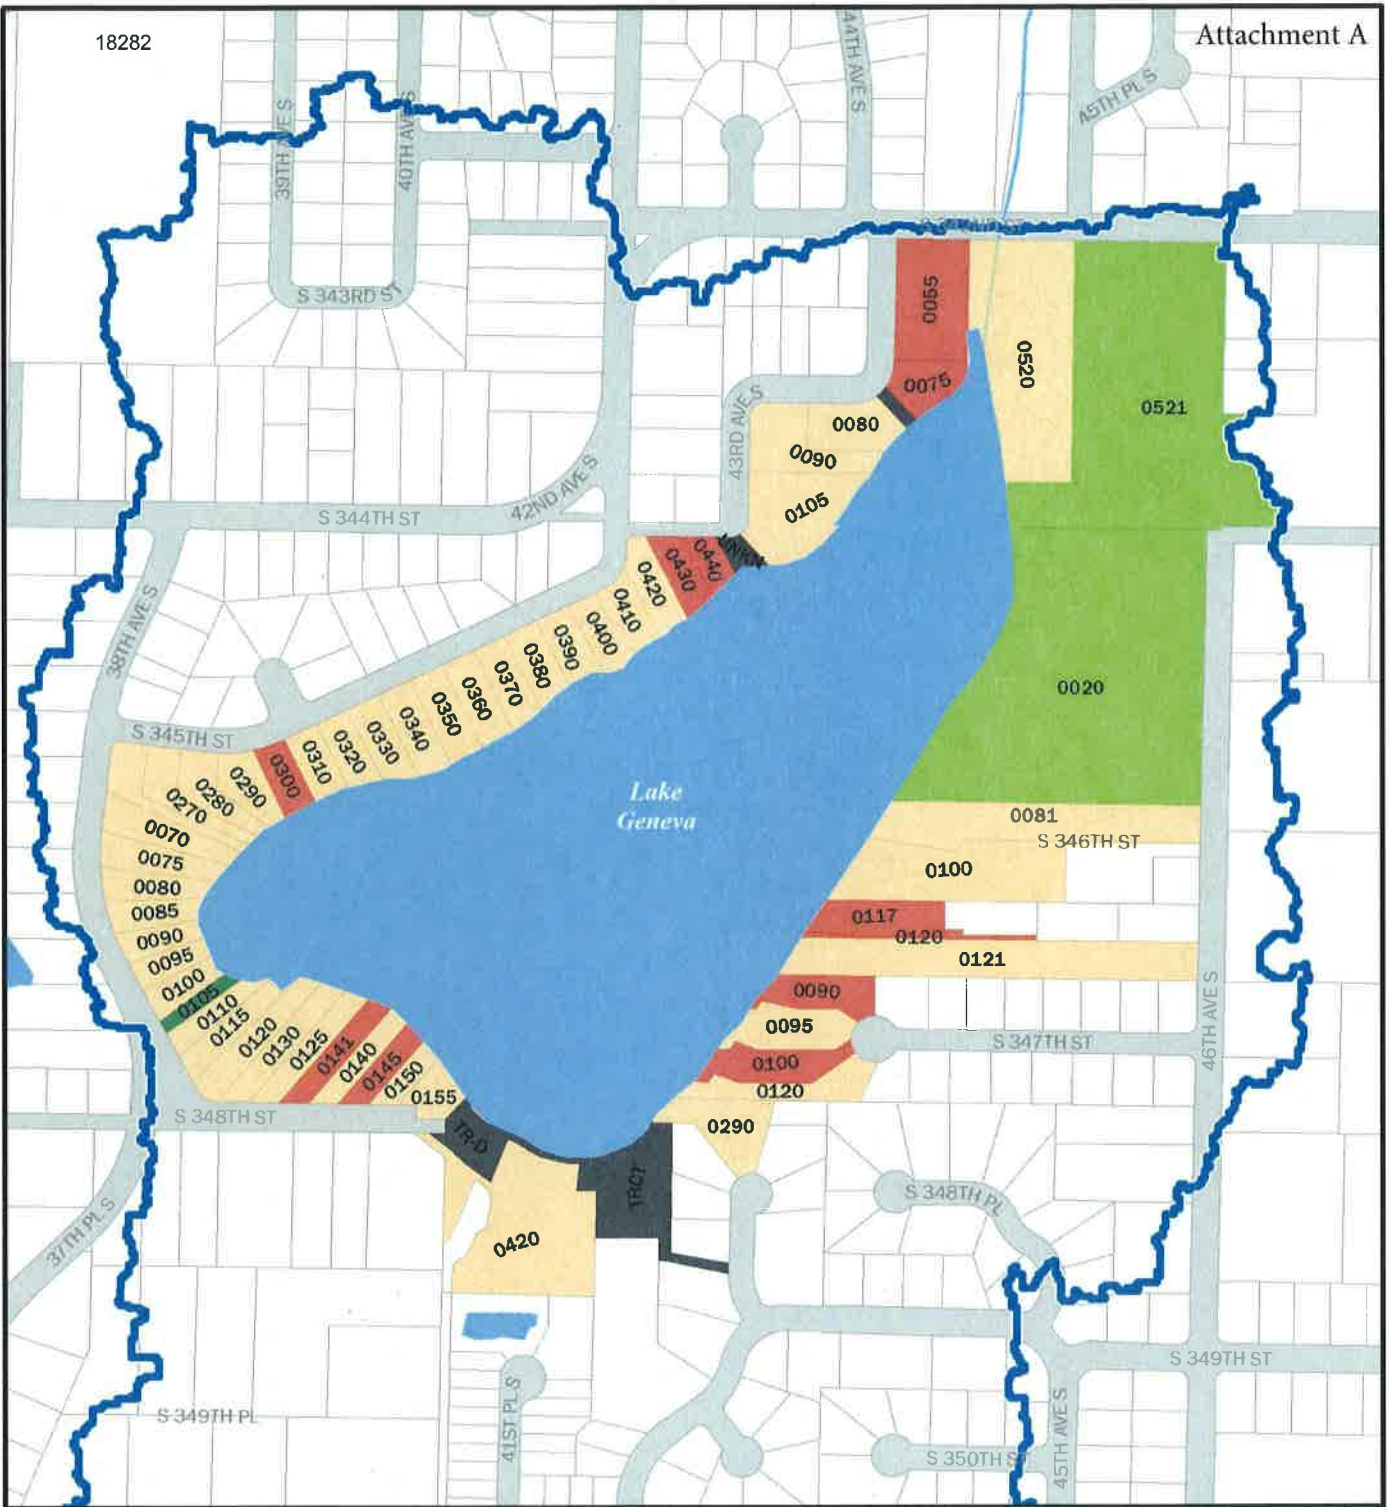 18282
Attachment A
44TH AVE S
45TH PL S
39TH AVE S
40TH AVE S
S 342ND ST
S 343RD ST
0055
0075
0520
0521
0080
0090
0105
43RD AVE S
42ND AVE S
S 344TH ST
UNKN
0440
0430
0420
0410
0400
0390
0380
0370
0360
0350
0340
0330
0320
0310
0300
0290
0280
0270
38TH AVE S
S 345TH ST
0020
Lake
Geneva
0070
0075
0080
0085
0090
0095
0100
0105
0110
0115
0120
0130
0125
0141
0140
0145
0150
0155
0081
S 346TH ST
0100
0117
0120
0121
0090
0095
0100
0120
0290
S 347TH ST
46TH AVE S
S 348TH ST
TR-D
TRCT
0420
S 348TH PL
37TH PL S
S 349TH ST
S 349TH PL
41ST PL S
45TH AVE S
S 350TH ST